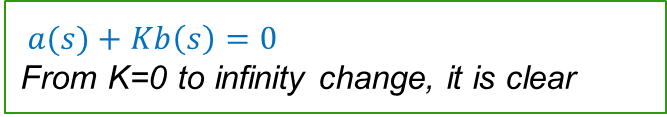 a(s) + Kb(s) = 0
From K=0 to infinity change, it is clear